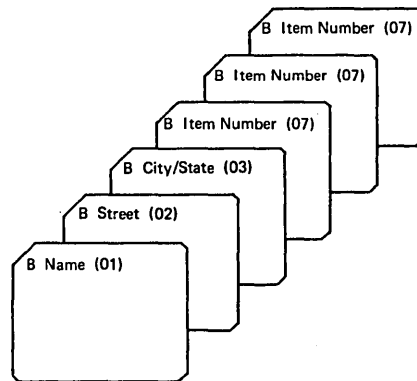 B Item Number (07)
B Item Number (07)
B Item Number (07)
B City/State (03)
B Street (02)
B Name (01)